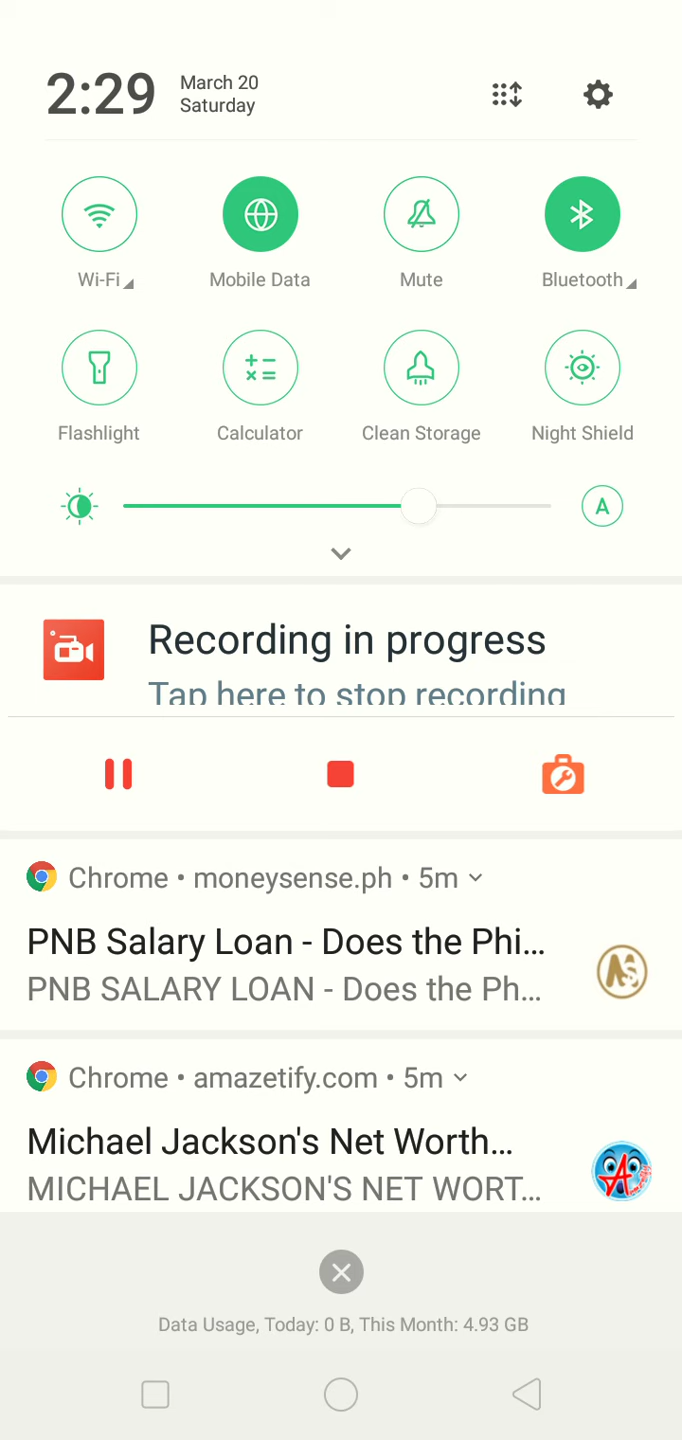 2:29
March 20
Saturday
Wi-Fi
Mobile Data
Mute
Bluetooth
Flashlight
Calculator
Clean Storage
Night Shield
A
Recording in progress
Tap here to stop recording
Chrome • moneysense.ph • 5m
PNB Salary Loan - Does the Phi...
PNB SALARY LOAN - Does the Ph...
Chrome • amazetify.com • 5m
Michael Jackson's Net Worth...
MICHAEL JACKSON'S NET WORT...
Data Usage, Today: 0 B, This Month: 4.93 GB